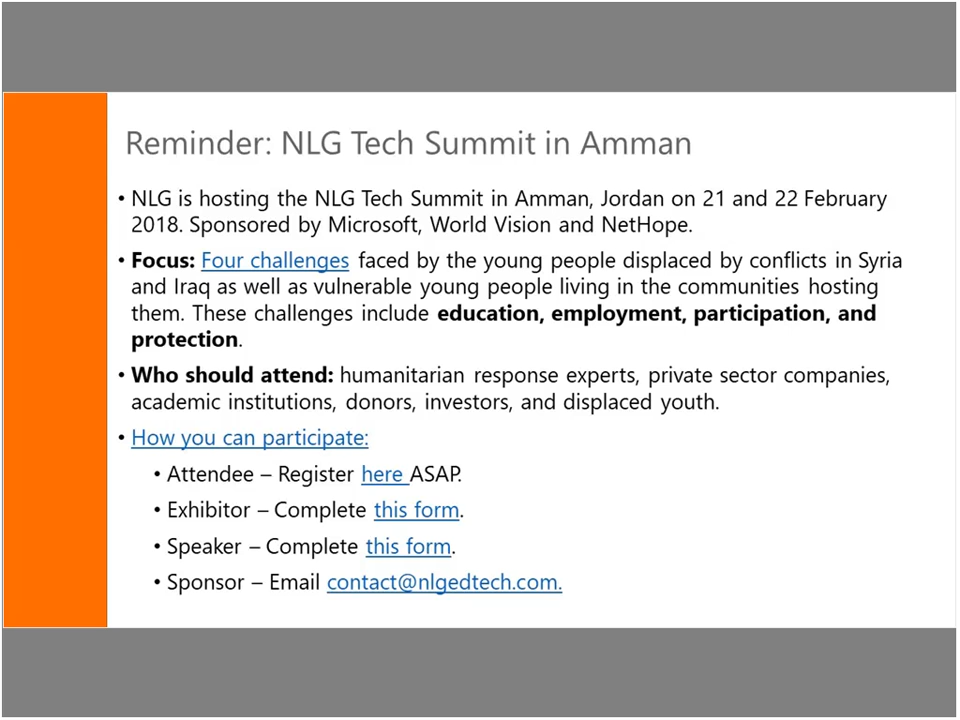 Reminder: NLG Tech Summit in Amman
• NLG is hosting the NLG Tech Summit in Amman, Jordan on 21 and 22 February
2018. Sponsored by Microsoft, World Vision and NetHope.
• Focus: Four challenges faced by the young people displaced by conflicts in Syria
and Iraq as well as vulnerable young people living in the communities hosting
them. These challenges include education, employment, participation, and
protection.
• Who should attend: humanitarian response experts, private sector companies,
academic institutions, donors, investors, and displaced youth.
• How you can participate:
• Attendee – Register here ASAP.
• Exhibitor – Complete this form.
• Speaker – Complete this form.
• Sponsor – Email contact@nlgedtech.com.